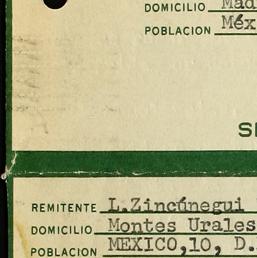 DOMICILIO Mad
POBLACION Méx
REMITENTE L.Zincúnegui
DOMICILIO Montes Urales
POBLACION MEXICO,10, D.